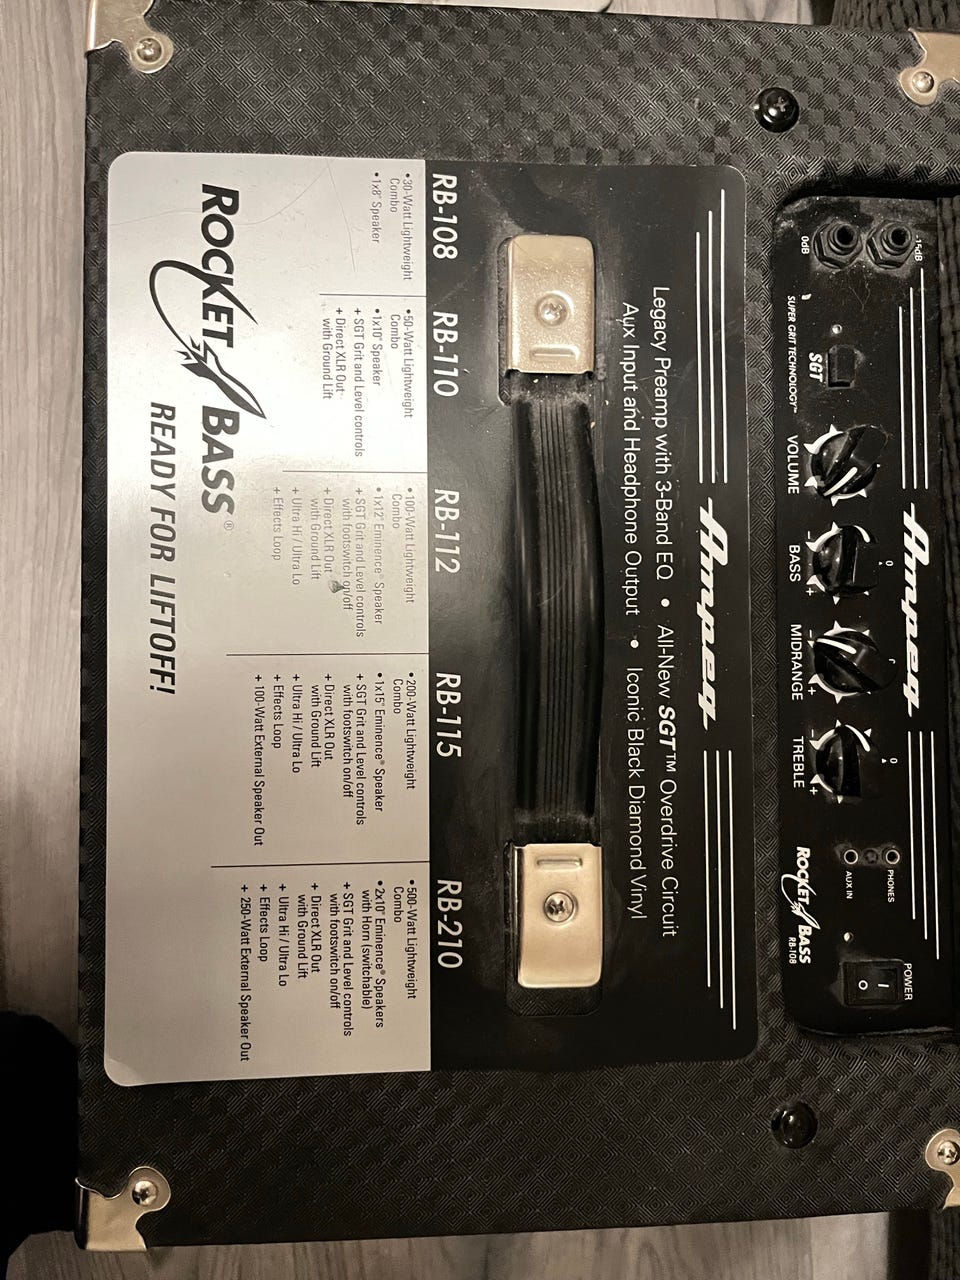 -15dB
0dB
SUPER GRIT TECHNOLOGY™
SGT
VOLUME
Ampeg
- BASS +
0
- MIDRANGE +
- TREBLE +
0
PHONES
AUX IN
ROCKET BASS
RB-108
POWER
I O
Ampeg
Legacy Preamp with 3-Band EQ • All-New SGT™ Overdrive Circuit
Aux Input and Headphone Output • Iconic Black Diamond Vinyl
RB-108
• 30-Watt Lightweight
Combo
• 1x8" Speaker
RB-110
• 50-Watt Lightweight
Combo
• 1x10" Speaker
+ SGT Grit and Level controls
+ Direct XLR Out
with Ground Lift
RB-112
• 100-Watt Lightweight
Combo
• 1x12" Eminence® Speaker
+ SGT Grit and Level controls
with footswitch on/off
+ Direct XLR Out
with Ground Lift
+ Ultra Hi / Ultra Lo
+ Effects Loop
RB-115
• 200-Watt Lightweight
Combo
• 1x15" Eminence® Speaker
+ SGT Grit and Level controls
with footswitch on/off
+ Direct XLR Out
with Ground Lift
+ Ultra Hi / Ultra Lo
+ Effects Loop
+ 100-Watt External Speaker Out
RB-210
• 500-Watt Lightweight
Combo
• 2x10" Eminence® Speakers
with Horn (switchable)
+ SGT Grit and Level controls
with footswitch on/off
+ Direct XLR Out
with Ground Lift
+ Ultra Hi / Ultra Lo
+ Effects Loop
+ 250-Watt External Speaker Out
ROCKET BASS®
READY FOR LIFTOFF!